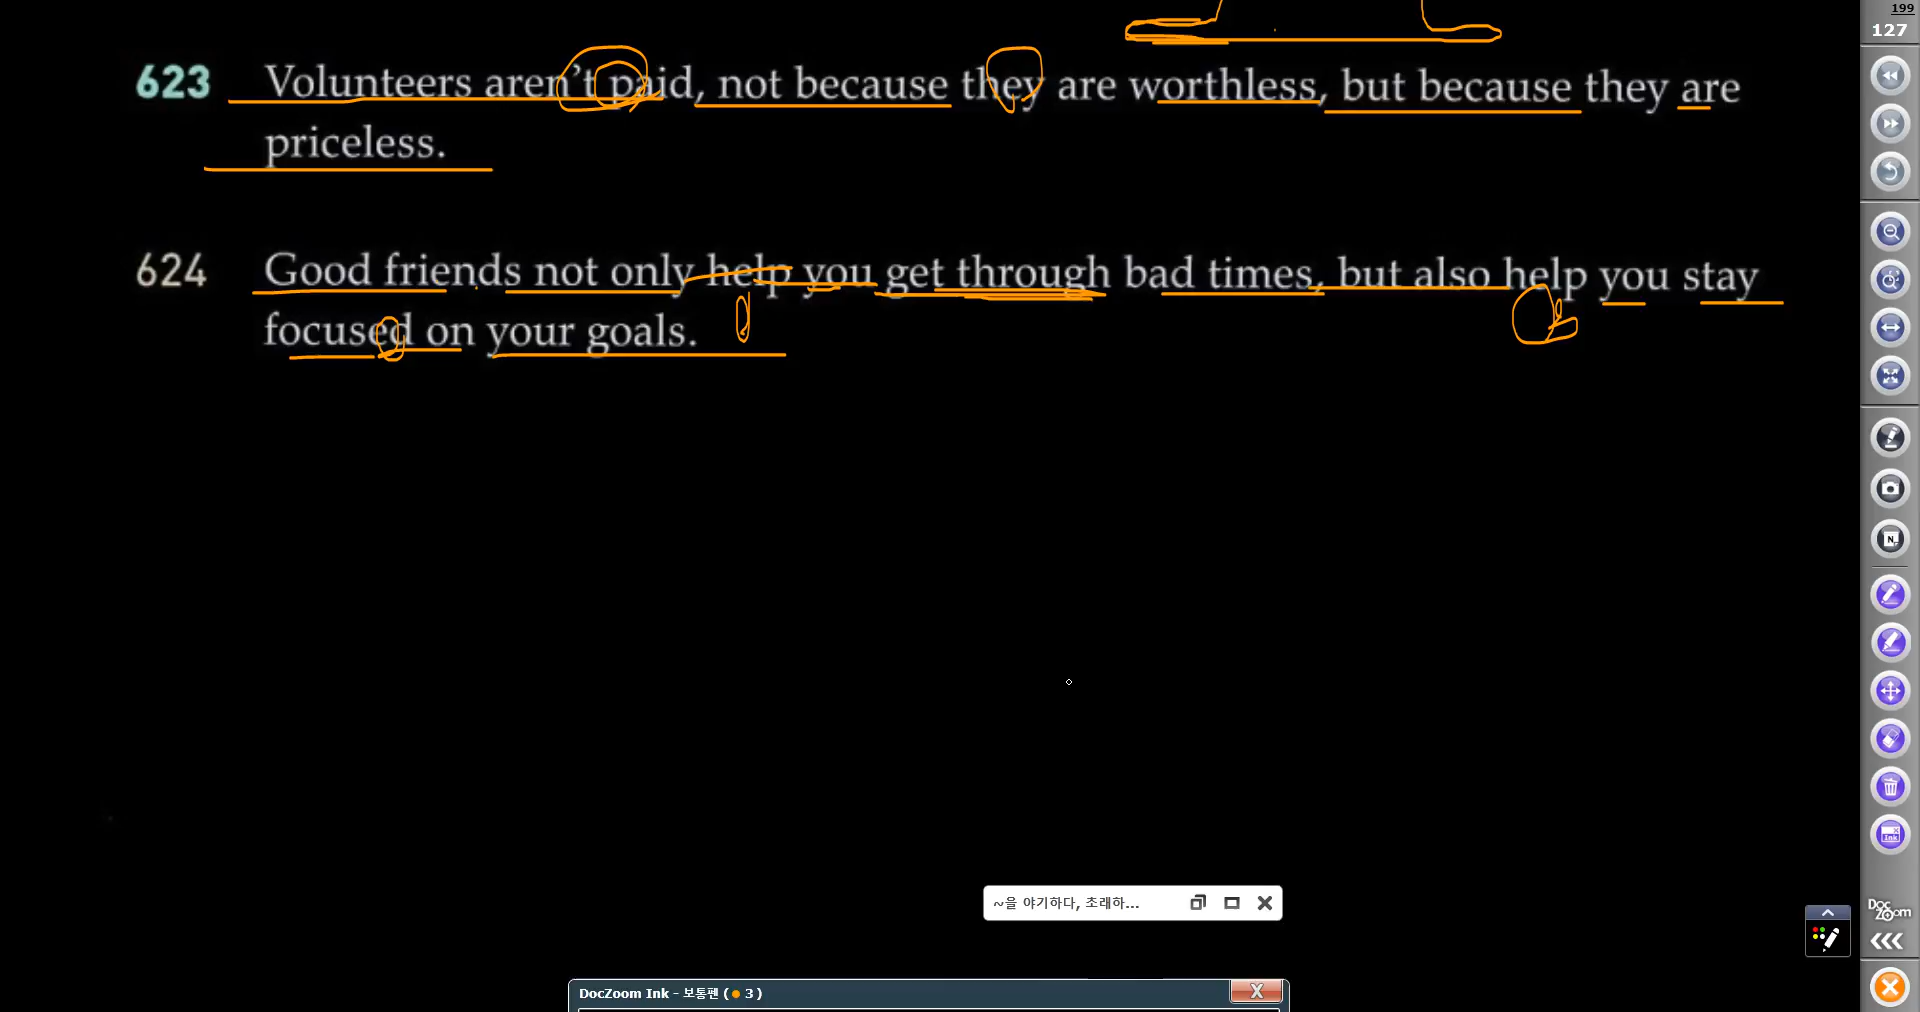 199
127
623 Volunteers aren't paid, not because they are worthless, but because they are
priceless.
624 Good friends not only help you get through bad times, but also help you stay
focused on your goals.
~을 야기하다, 초래하...
Doc
Zoom
DocZoom Ink - 보통펜 ( 3 )